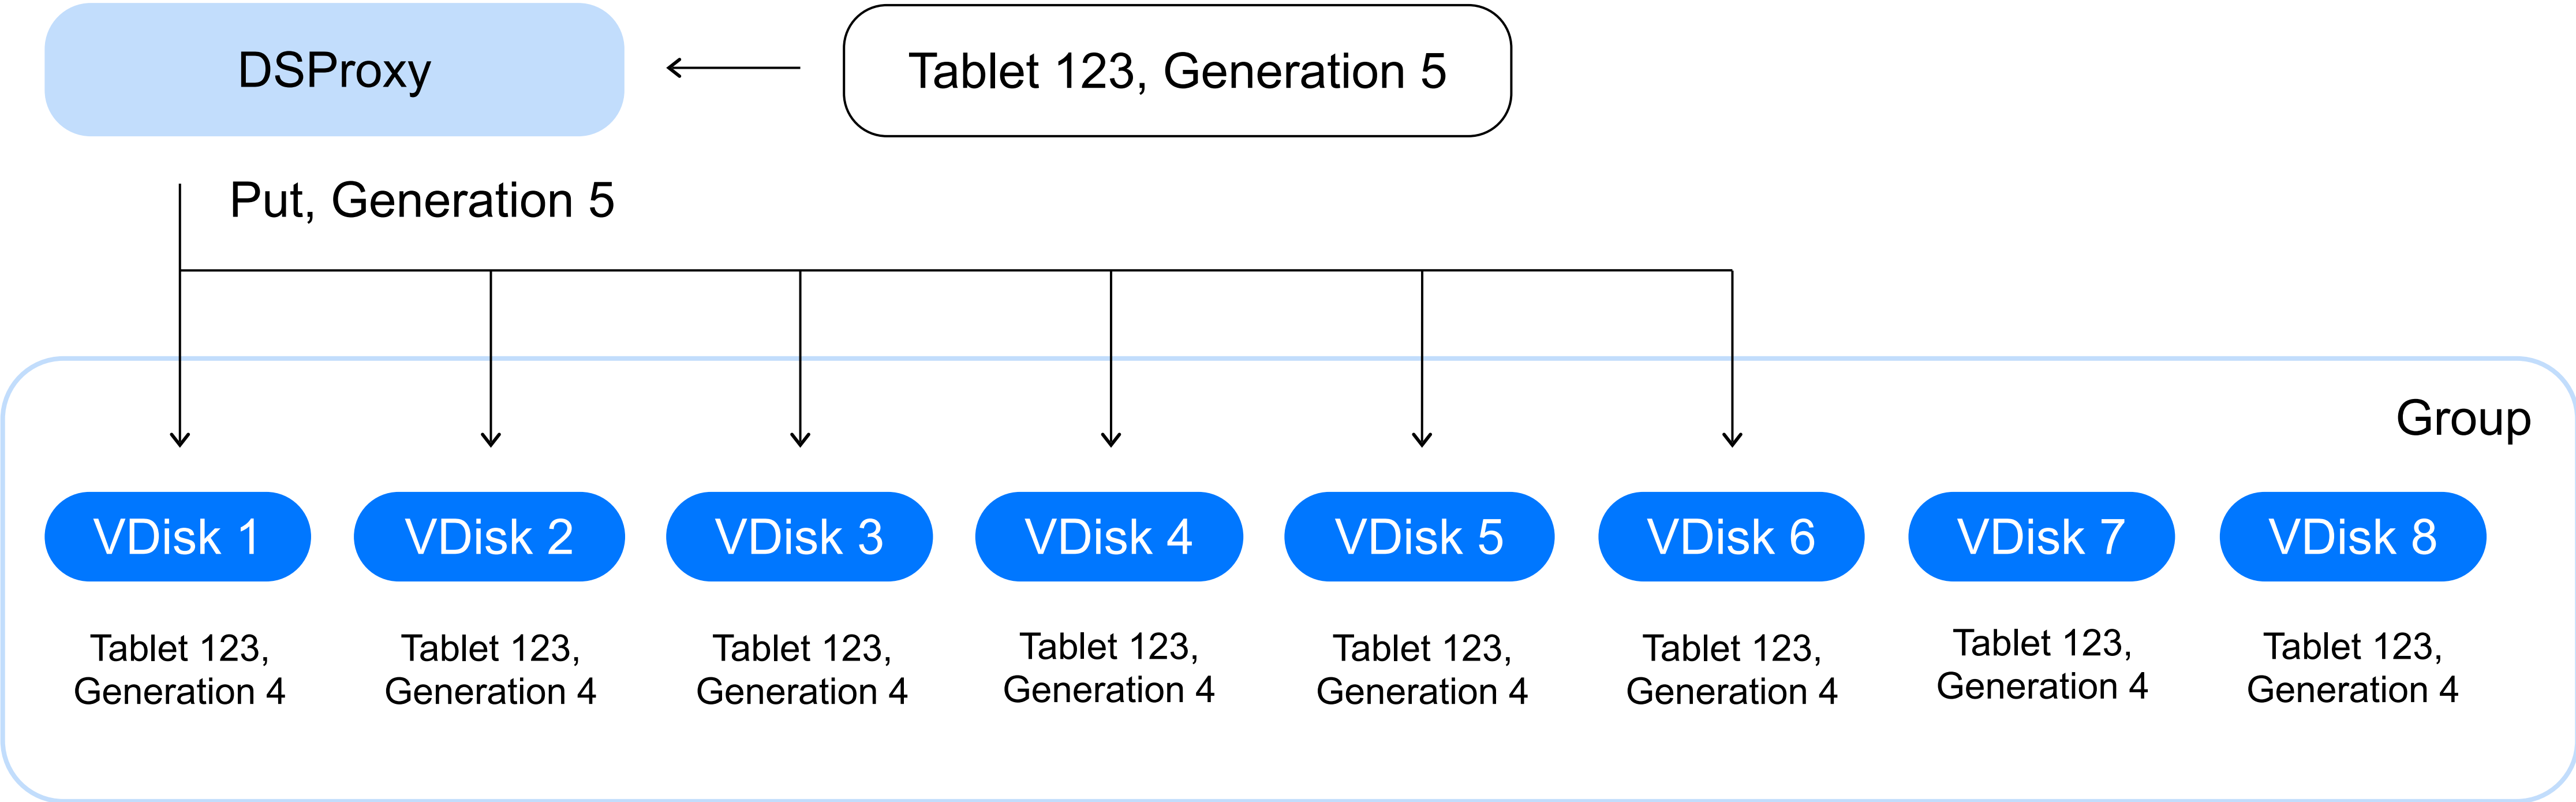 DSProxy
Tablet 123, Generation 5
Put, Generation 5
Group
VDisk 1
VDisk 2
VDisk 3
VDisk 4
VDisk 5
VDisk 6
VDisk 7
VDisk 8
Tablet 123,
Generation 4
Tablet 123,
Generation 4
Tablet 123,
Generation 4
Tablet 123,
Generation 4
Tablet 123,
Generation 4
Tablet 123,
Generation 4
Tablet 123,
Generation 4
Tablet 123,
Generation 4